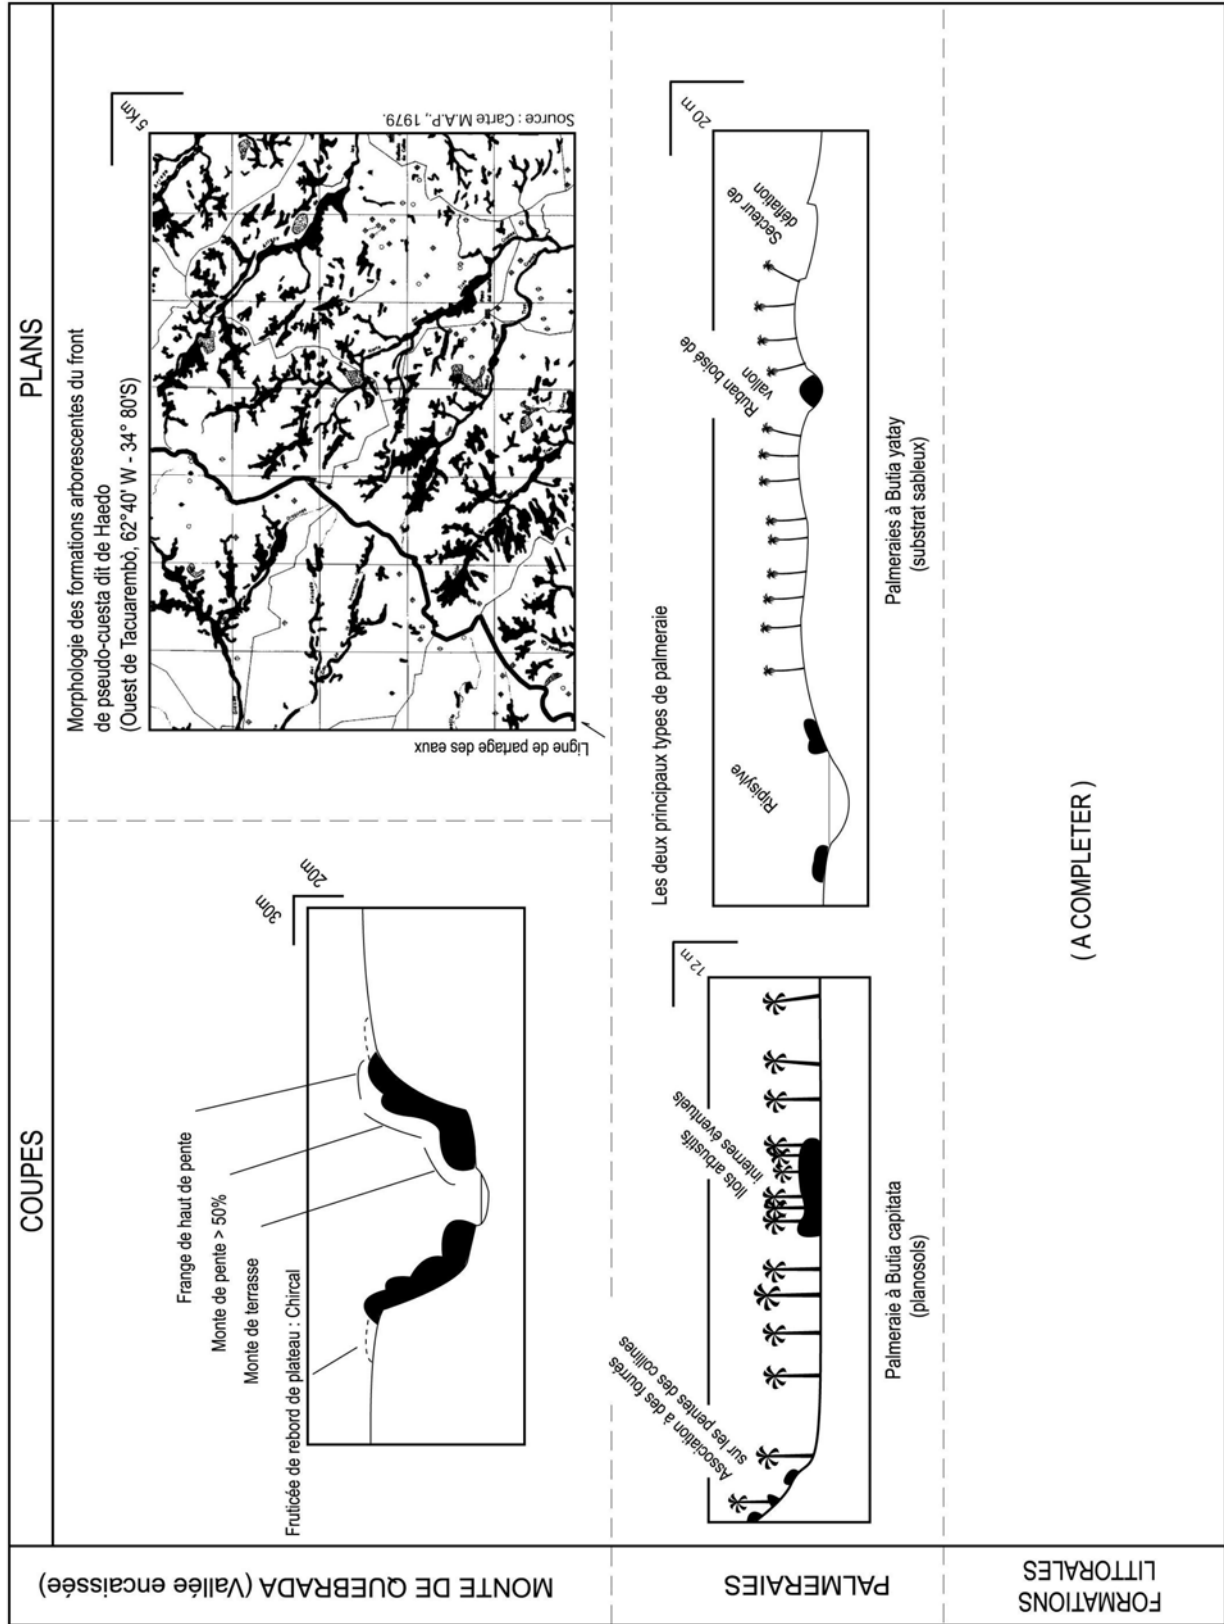 COUPES
PLANS
MONTE DE QUEBRADA (Vallée encaissée)
Frange de haut de pente
Monte de pente > 50%
Monte de terrasse
Fruticée de rebord de plateau : Chircal
30m
20m
Morphologie des formations arborescentes du front
de pseudo-cuesta dit de Haedo
(Ouest de Tacuarembò, 62°40' W - 34° 80'S)
5 Km
Ligne de partage des eaux
Source : Carte M.A.P., 1979.
PALMERAIES
Les deux principaux types de palmeraie
Association à des fourrés
sur les pentes des collines
Ilots arbustifs
internes éventuels
12 m
Palmeraie à Butia capitata
(planosols)
Ripisylve
Ruban boisé de
vallon
Secteur de
déflation
20 m
Palmeraies à Butia yatay
(substrat sableux)
FORMATIONS
LITTORALES
( A COMPLETER )